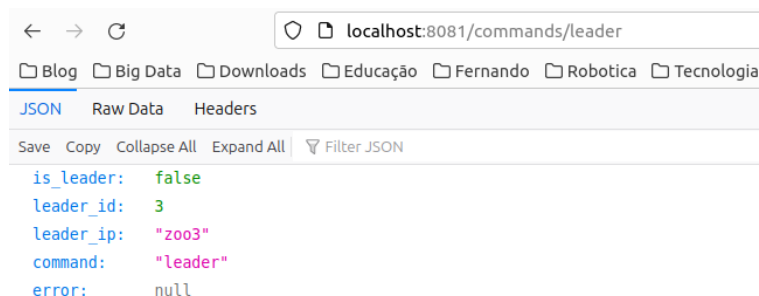 localhost:8081/commands/leader
Blog Big Data Downloads Educação Fernando Robotica Tecnologia
JSON Raw Data Headers
Save Copy Collapse All Expand All Filter JSON
is_leader: false
leader_id: 3
leader_ip: "zoo3"
command: "leader"
error: null